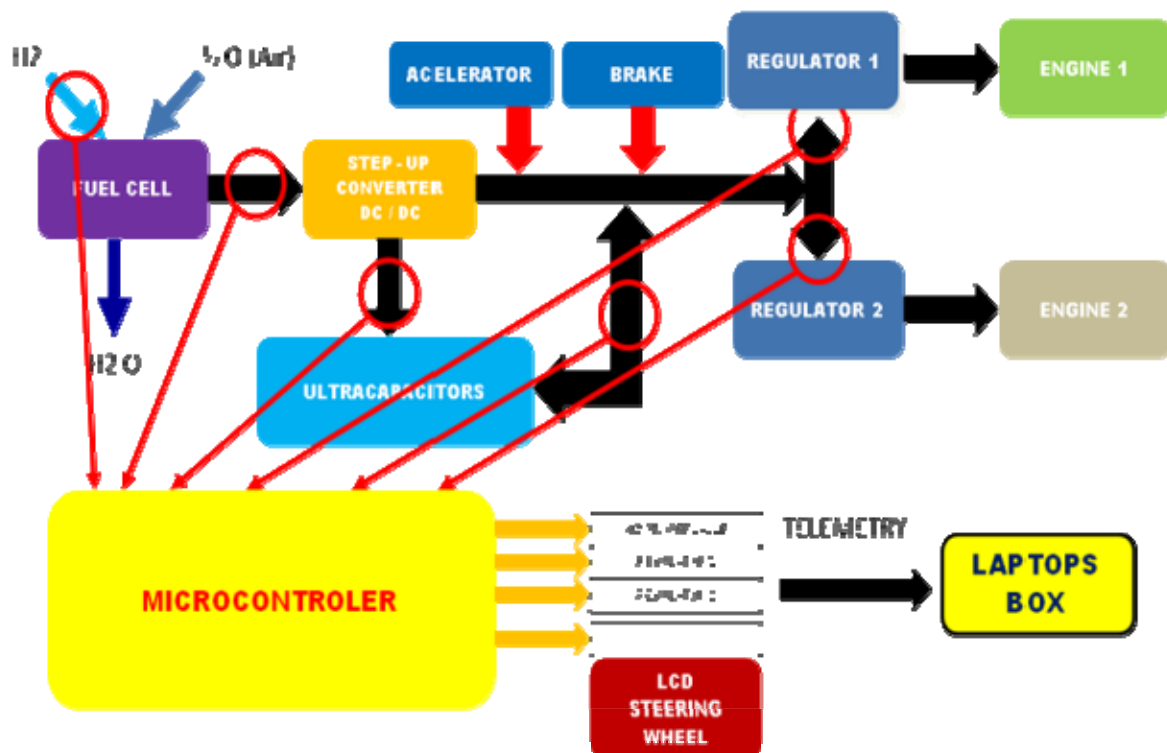 H2
½ O (Air)
ACELERATOR
BRAKE
REGULATOR 1
ENGINE 1
FUEL CELL
STEP - UP
CONVERTER
DC / DC
REGULATOR 2
ENGINE 2
H2O
ULTRACAPACITORS
MICROCONTROLER
TELEMETRY
LAPTOPS
BOX
LCD
STEERING
WHEEL